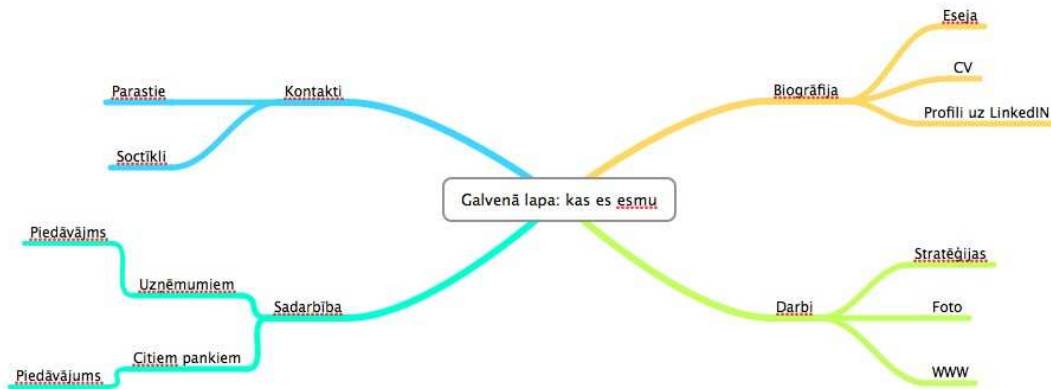 Galvenā lapa: kas es esmu
Kontakti
Parastie
Soctīkli
Biogrāfija
Eseja
CV
Profili uz LinkedIN
Sadarbība
Uzņēmumiem
Piedāvājms
Citiem pankiem
Piedāvājums
Darbi
Stratēģijas
Foto
WWW